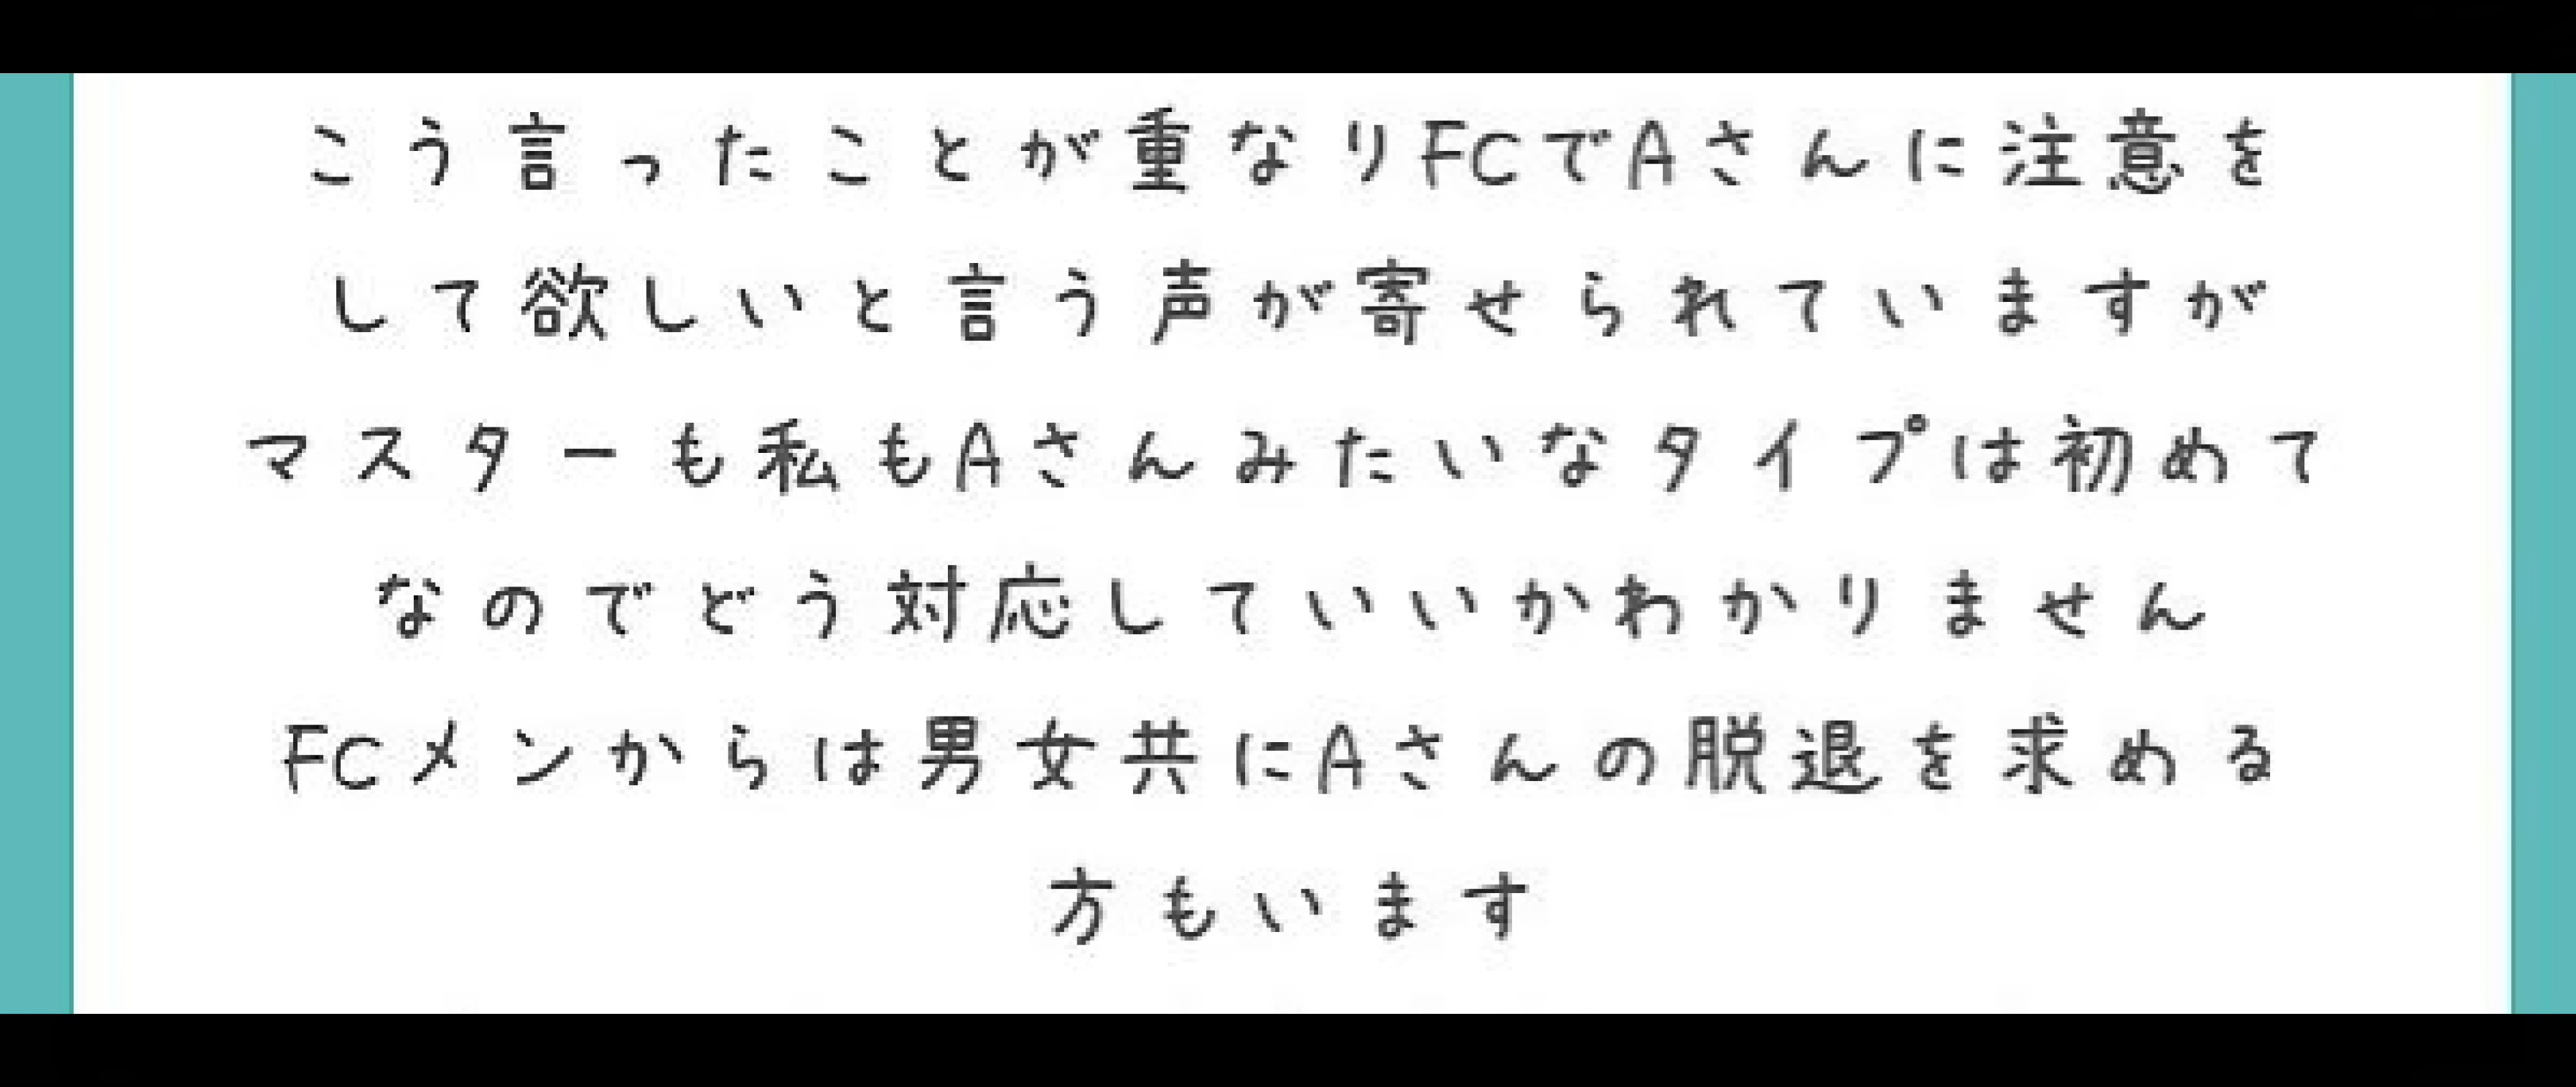 こう言ったことが重なりFCでAさんに注意を
して欲しいと言う声が寄せられていますが
マスターも私もAさんみたいなタイプは初めて
なのでどう対応していいかわかりません
FCメンからは男女共にAさんの脱退を求める
方もいます